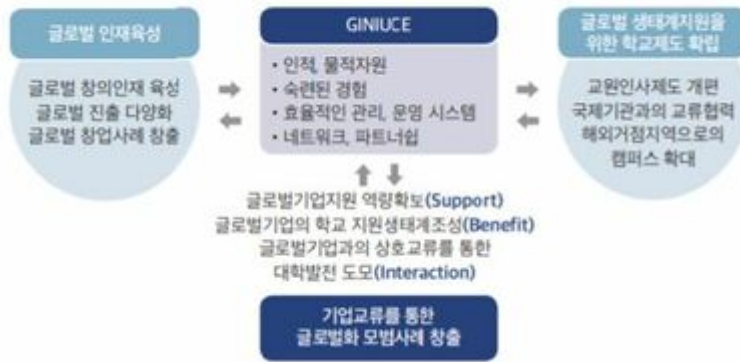 글로벌 인재육성
글로벌 창의인재 육성
글로벌 진출 다양화
글로벌 창업사례 창출
GINIUCE
• 인적, 물적자원
• 숙련된 경험
• 효율적인 관리, 운영 시스템
• 네트워크, 파트너쉽
글로벌 생태계지원을
위한 학교제도 확립
교원인사제도 개편
국제기관과의 교류협력
해외거점지역으로의
캠퍼스 확대
글로벌기업지원 역량확보(Support)
글로벌기업의 학교 지원생태계조성(Benefit)
글로벌기업과의 상호교류를 통한
대학발전 도모(Interaction)
기업교류를 통한
글로벌화 모범사례 창출